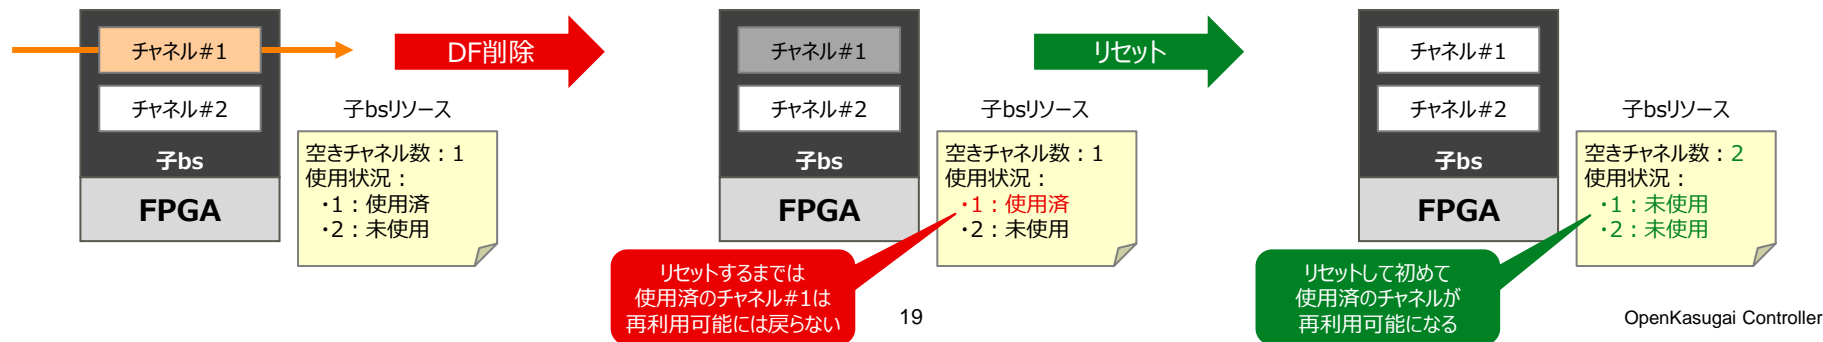 チャネル#1
チャネル#2
子bs
FPGA
子bsリソース
空きチャネル数：1
使用状況：
・1：使用済
・2：未使用
DF削除
チャネル#1
チャネル#2
子bs
FPGA
子bsリソース
空きチャネル数：1
使用状況：
・1：使用済
・2：未使用
リセットするまでは
使用済のチャネル#1は
再利用可能には戻らない
リセット
チャネル#1
チャネル#2
子bs
FPGA
子bsリソース
空きチャネル数：2
使用状況：
・1：未使用
・2：未使用
リセットして初めて
使用済のチャネルが
再利用可能になる
19
OpenKasugai Controller